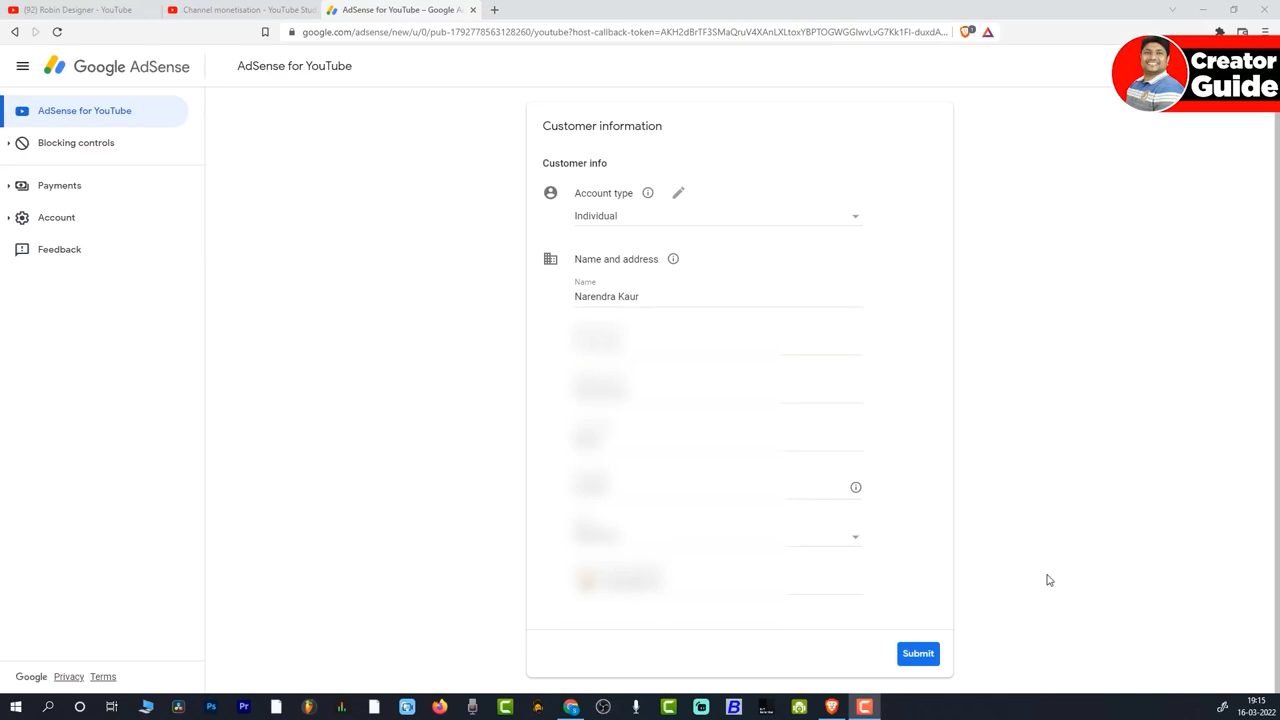 (92) Robin Designer - YouTube
Channel monetisation - YouTube Stu
AdSense for YouTube – Google A
google.com/adsense/new/u/0/pub-1792778563128260/youtube?host-callback-token=AKH2dBrTF3SMaQruV4XAnLXLtoxYBPTOGWGGlwvLvG7Kk1FI-duxdA...
Google AdSense
AdSense for YouTube
Creator
Guide
AdSense for YouTube
Blocking controls
Payments
Account
Feedback
Customer information
Customer info
Account type
Individual
Name and address
Name
Narendra Kaur
Submit
Google Privacy Terms
19:15
16-03-2022